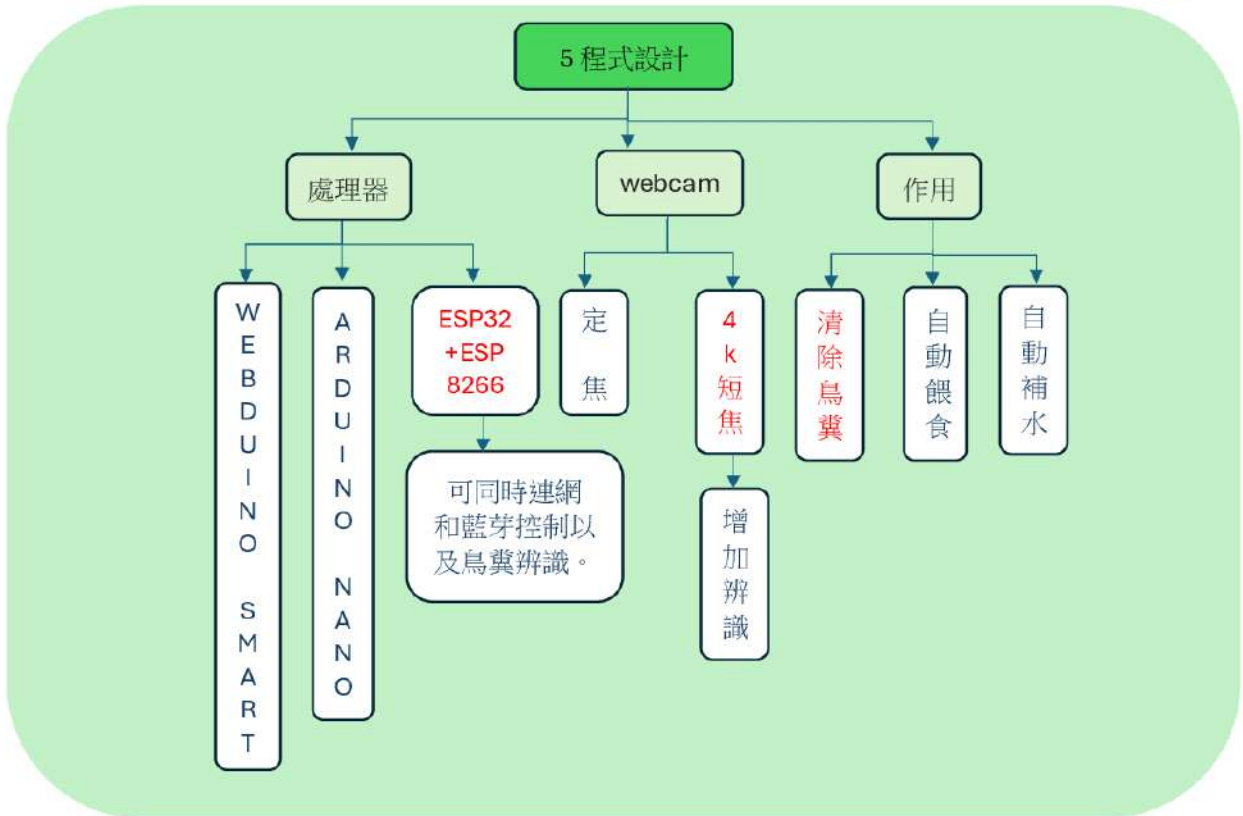 5 程式設計
處理器
webcam
作用
WEBDUINO SMART
ARDUINO NANO
ESP32
+ESP
8266
定焦
4k短焦
清除鳥糞
自動餵食
自動補水
可同時連網
和藍芽控制以
及鳥糞辨識。
增加辨識